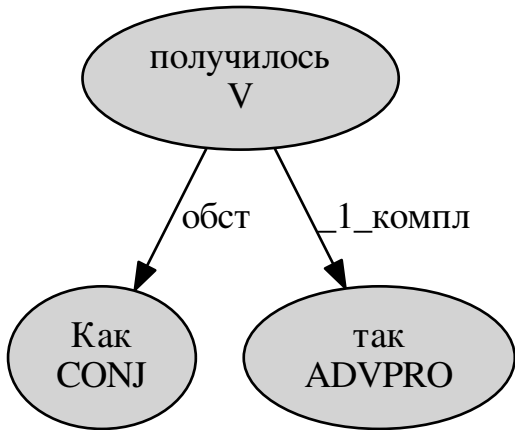 получилось
V
обст
_1_компл
Как
CONJ
так
ADVPRO